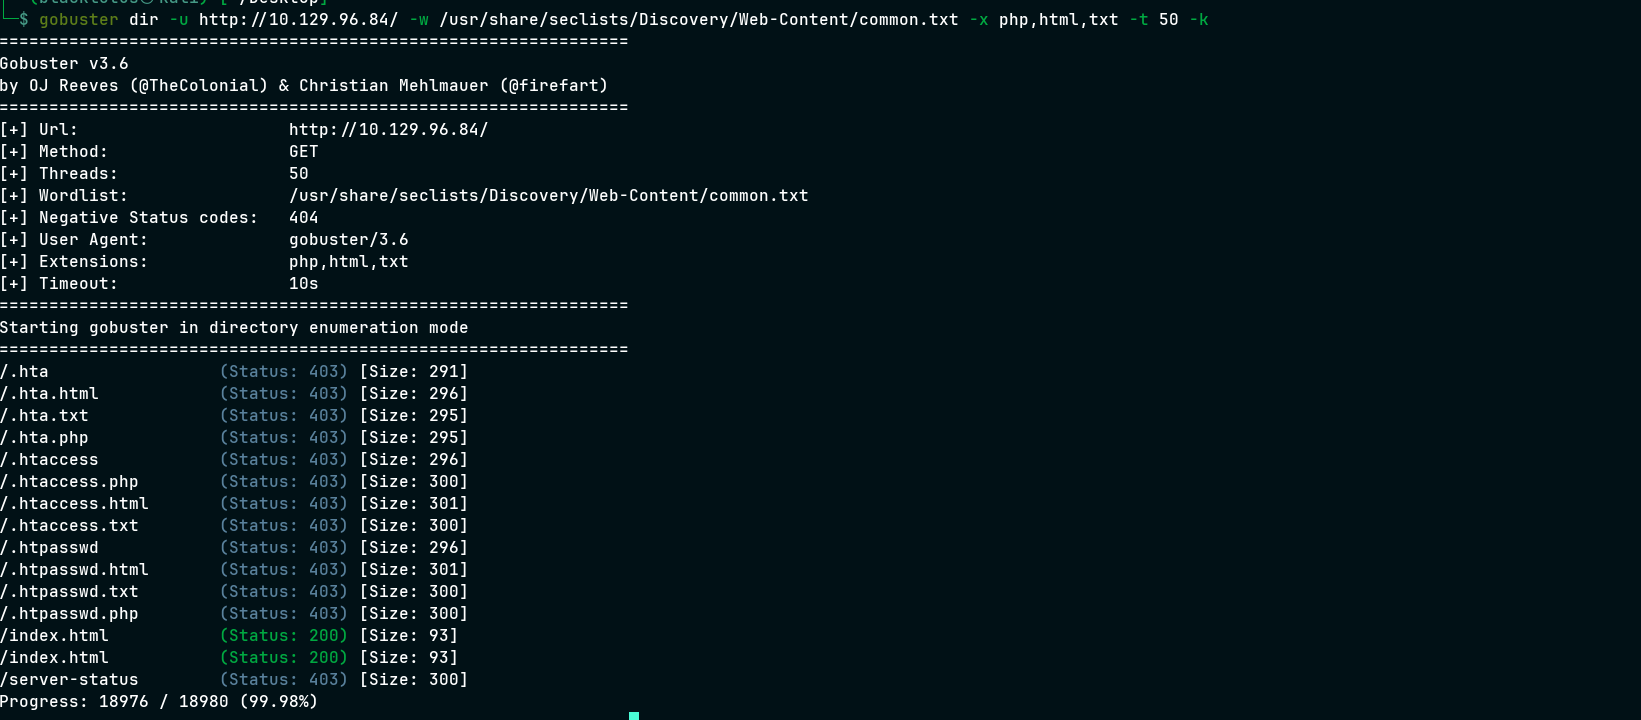 $ gobuster dir -u http://10.129.96.84/ -w /usr/share/seclists/Discovery/Web-Content/common.txt -x php,html,txt -t 50 -k
===============================================================
Gobuster v3.6
by OJ Reeves (@TheColonial) & Christian Mehlmauer (@firefart)
===============================================================
[+] Url:                     http://10.129.96.84/
[+] Method:                  GET
[+] Threads:                 50
[+] Wordlist:                /usr/share/seclists/Discovery/Web-Content/common.txt
[+] Negative Status codes:   404
[+] User Agent:              gobuster/3.6
[+] Extensions:              php,html,txt
[+] Timeout:                 10s
===============================================================
Starting gobuster in directory enumeration mode
===============================================================
/.hta                 (Status: 403) [Size: 291]
/.hta.html            (Status: 403) [Size: 296]
/.hta.txt             (Status: 403) [Size: 295]
/.hta.php             (Status: 403) [Size: 295]
/.htaccess            (Status: 403) [Size: 296]
/.htaccess.php        (Status: 403) [Size: 300]
/.htaccess.html       (Status: 403) [Size: 301]
/.htaccess.txt        (Status: 403) [Size: 300]
/.htpasswd            (Status: 403) [Size: 296]
/.htpasswd.html       (Status: 403) [Size: 301]
/.htpasswd.txt        (Status: 403) [Size: 300]
/.htpasswd.php        (Status: 403) [Size: 300]
/index.html           (Status: 200) [Size: 93]
/index.html           (Status: 200) [Size: 93]
/server-status        (Status: 403) [Size: 300]
Progress: 18976 / 18980 (99.98%)